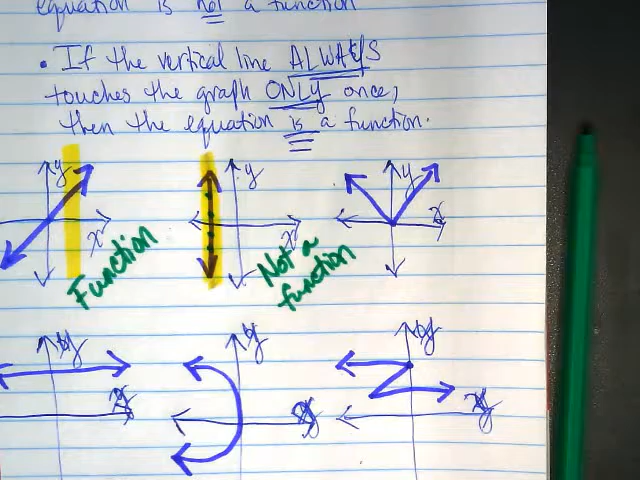 equation is not a function
• If the vertical line ALWAYS
touches the graph ONLY once,
then the equation is a function.
y
x
Function
y
x
Not a
function
y
x
y
y
y